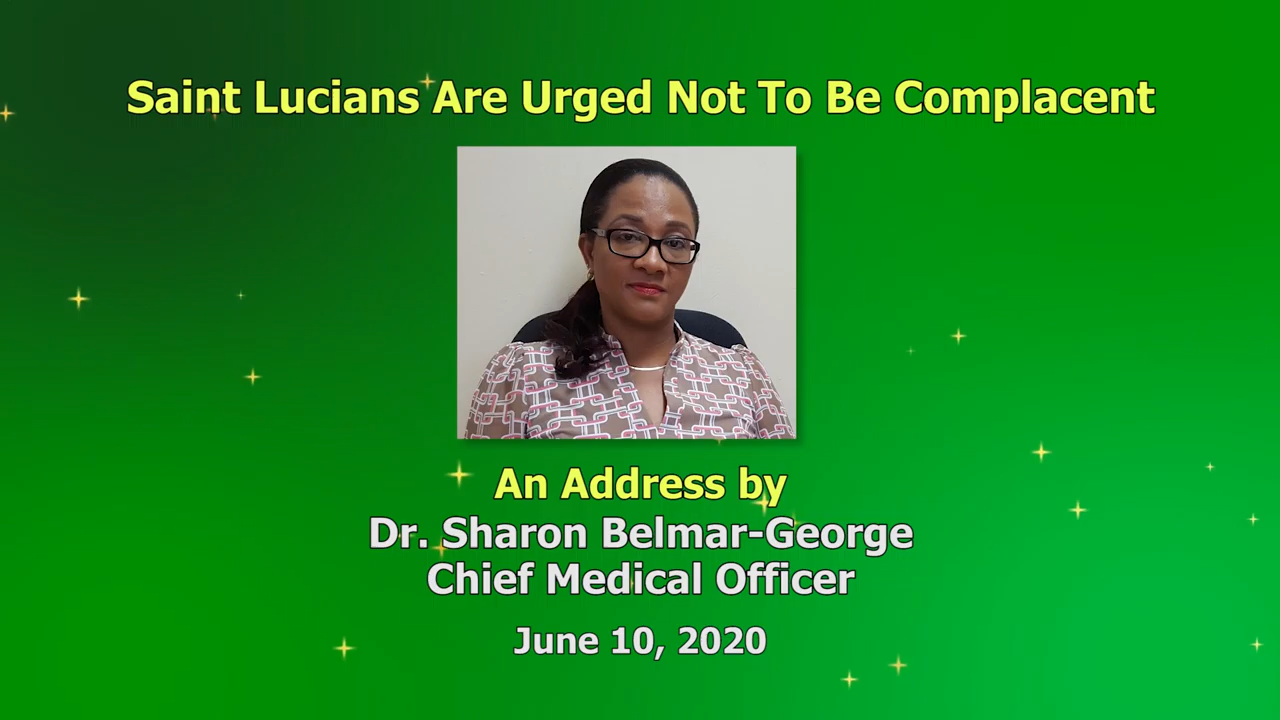 Saint Lucians Are Urged Not To Be Complacent
An Address by
Dr. Sharon Belmar-George
Chief Medical Officer
June 10, 2020